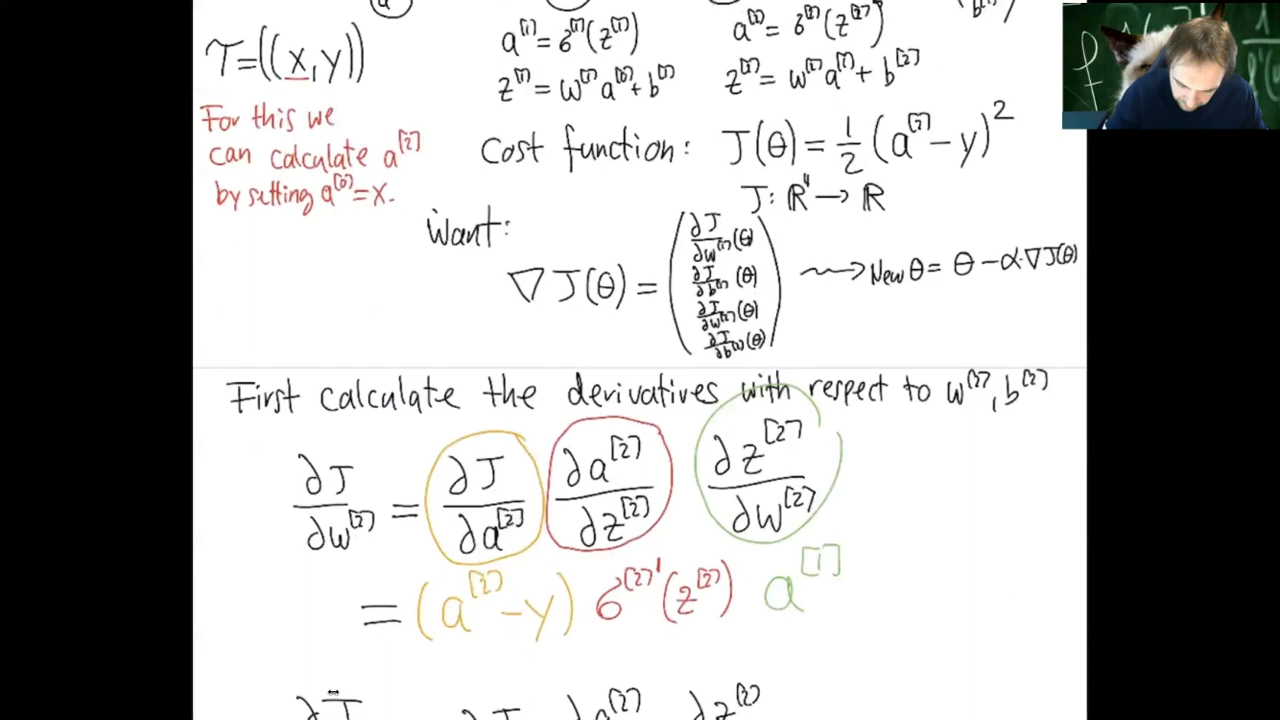 a^[1] = σ^[1](z^[1])
a^[2] = σ^[2](z^[2])
T = ((x, y))
z^[1] = w^[1] a^[0] + b^[1]
z^[2] = w^[2] a^[1] + b^[2]
For this we
can calculate a^[2]
by setting a^[0] = x.
Cost function: J(θ) = 1/2 (a^[2] − y)^2
J: ℝ^4 → ℝ
Want:
∇J(θ) = (∂J/∂w^[1] (θ)
∂J/∂b^[1] (θ)
∂J/∂w^[2] (θ)
∂J/∂b^[2] (θ)) ⟿ New θ = θ − α·∇J(θ)
First calculate the derivatives with respect to w^[2], b^[2]
∂J/∂w^[2] = ∂J/∂a^[2] ∂a^[2]/∂z^[2] ∂z^[2]/∂w^[2]
= (a^[2] − y) σ^[2]'(z^[2]) a^[1]
∂J ∂J ∂a^[2] ∂z^[2]